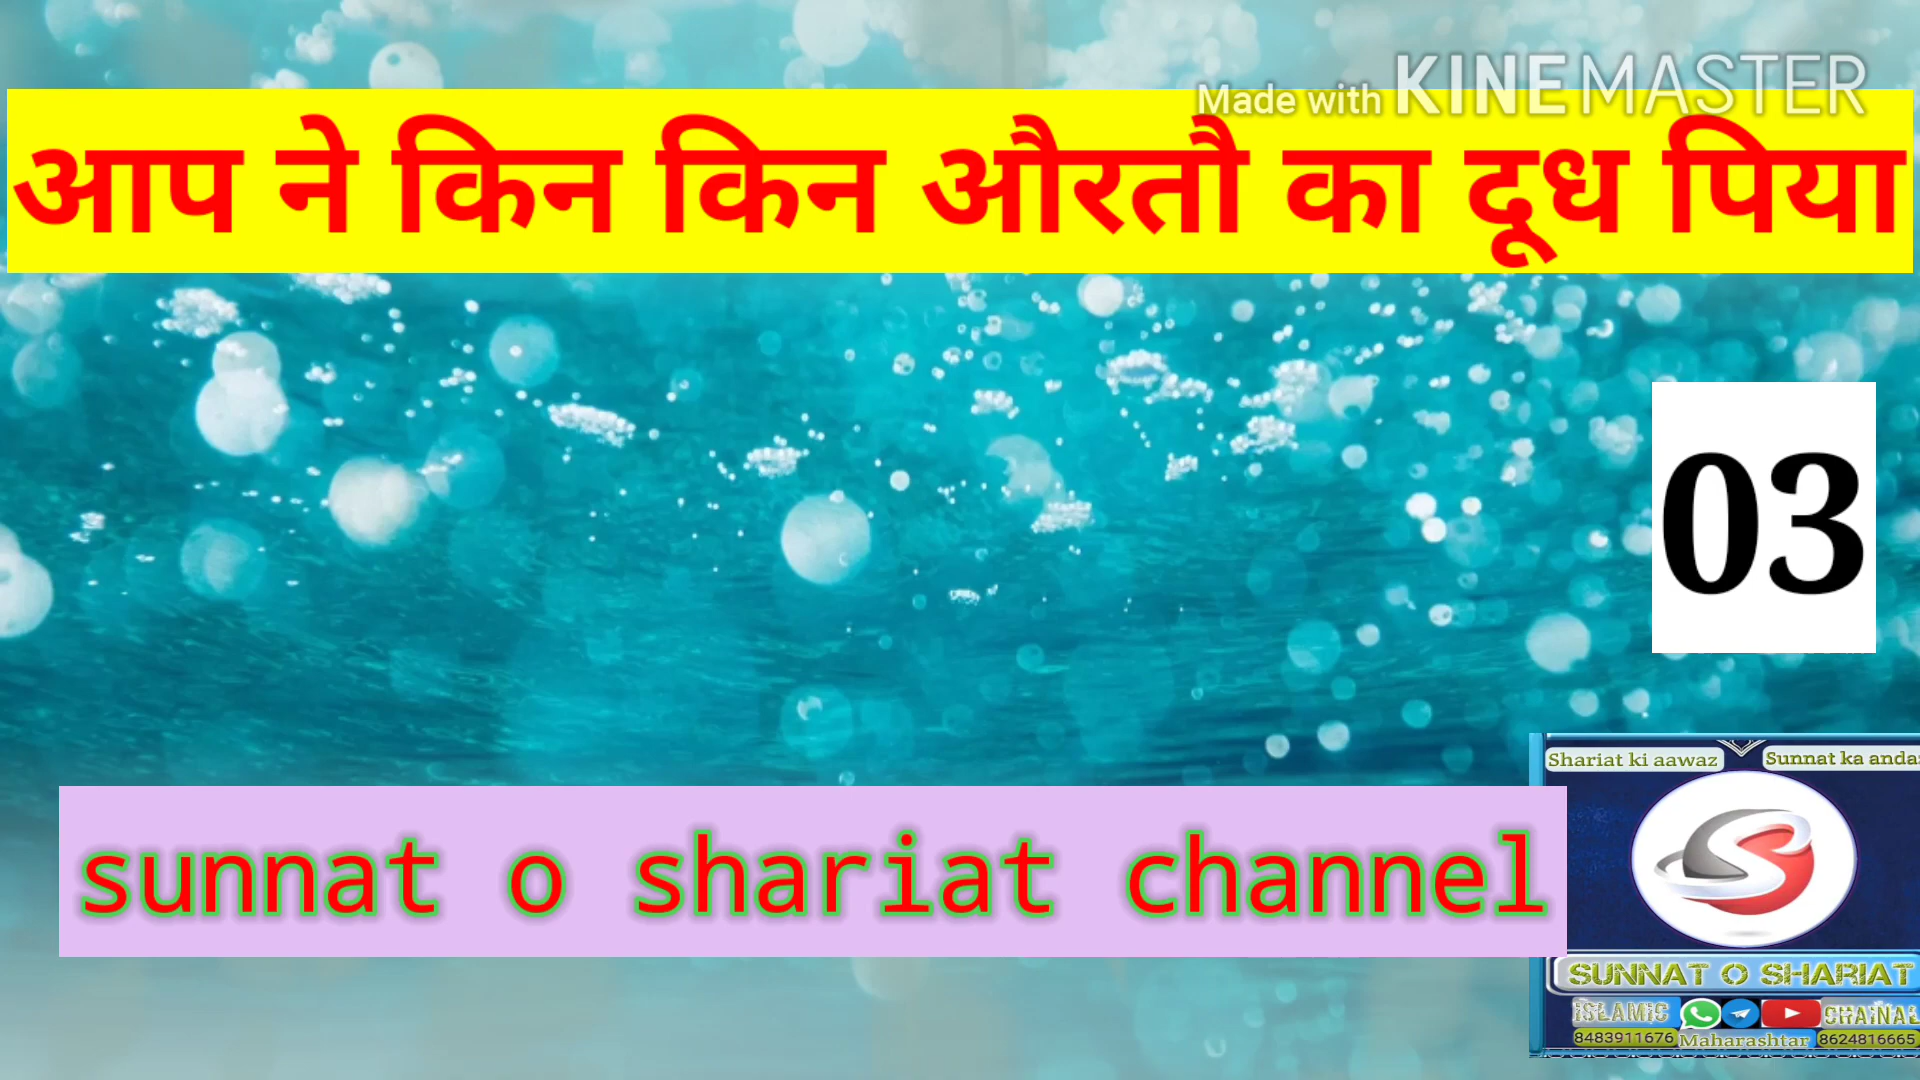 Made with KINEMASTER
आप ने किन किन औरतौ का दूध पिया
03
Shariat ki aawaz Sunnat ka anda
sunnat o shariat channel
SUNNAT O SHARIAT
ISLAMIC CHAINAL
8483911676 Maharashtar 8624816665